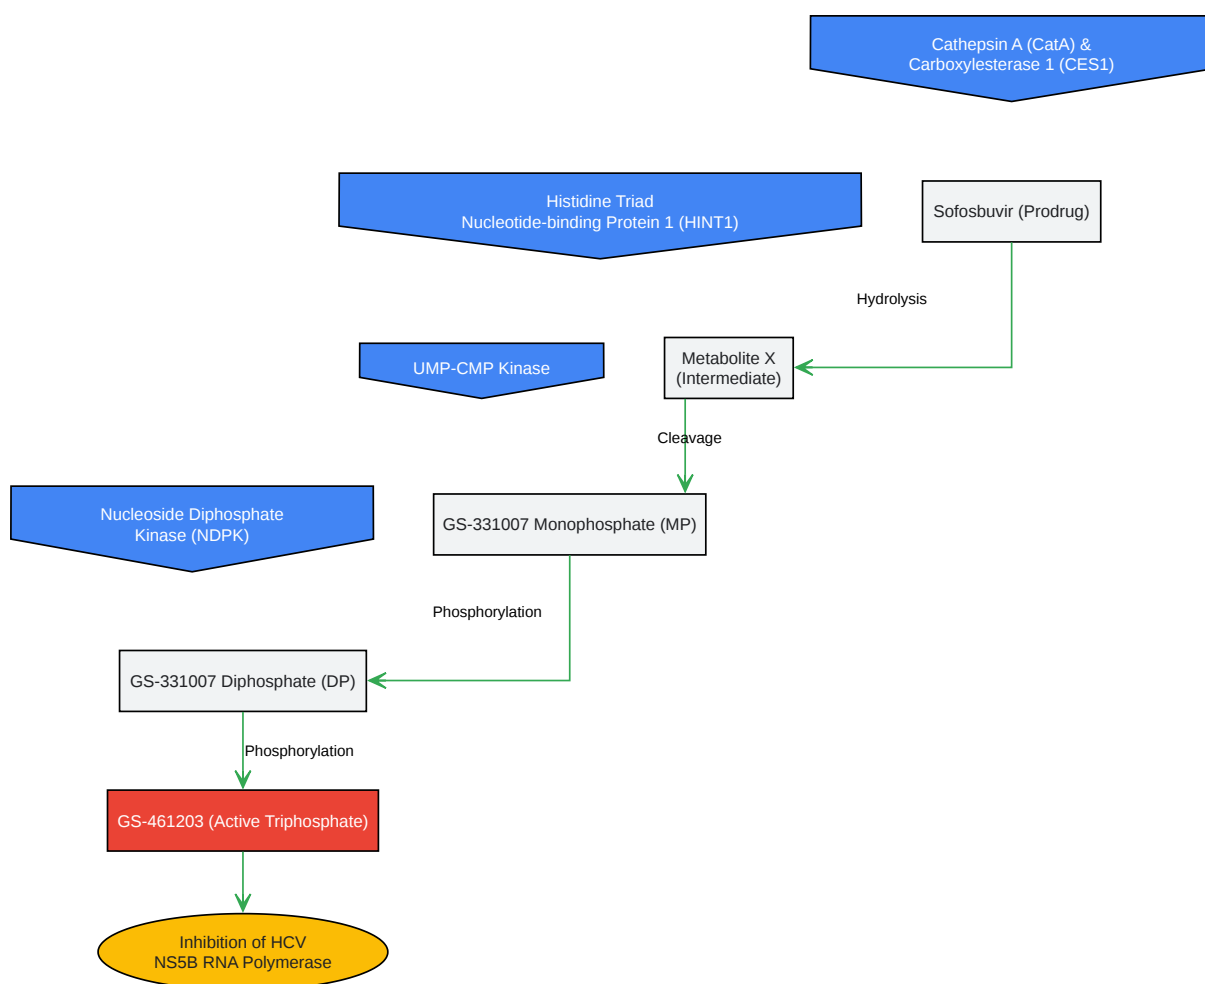 Cathepsin A (CatA) &
Carboxylesterase 1 (CES1)
Histidine Triad
Nucleotide-binding Protein 1 (HINT1)
Sofosbuvir (Prodrug)
Hydrolysis
UMP-CMP Kinase
Metabolite X
(Intermediate)
Cleavage
Nucleoside Diphosphate
Kinase (NDPK)
GS-331007 Monophosphate (MP)
Phosphorylation
GS-331007 Diphosphate (DP)
Phosphorylation
GS-461203 (Active Triphosphate)
Inhibition of HCV
NS5B RNA Polymerase